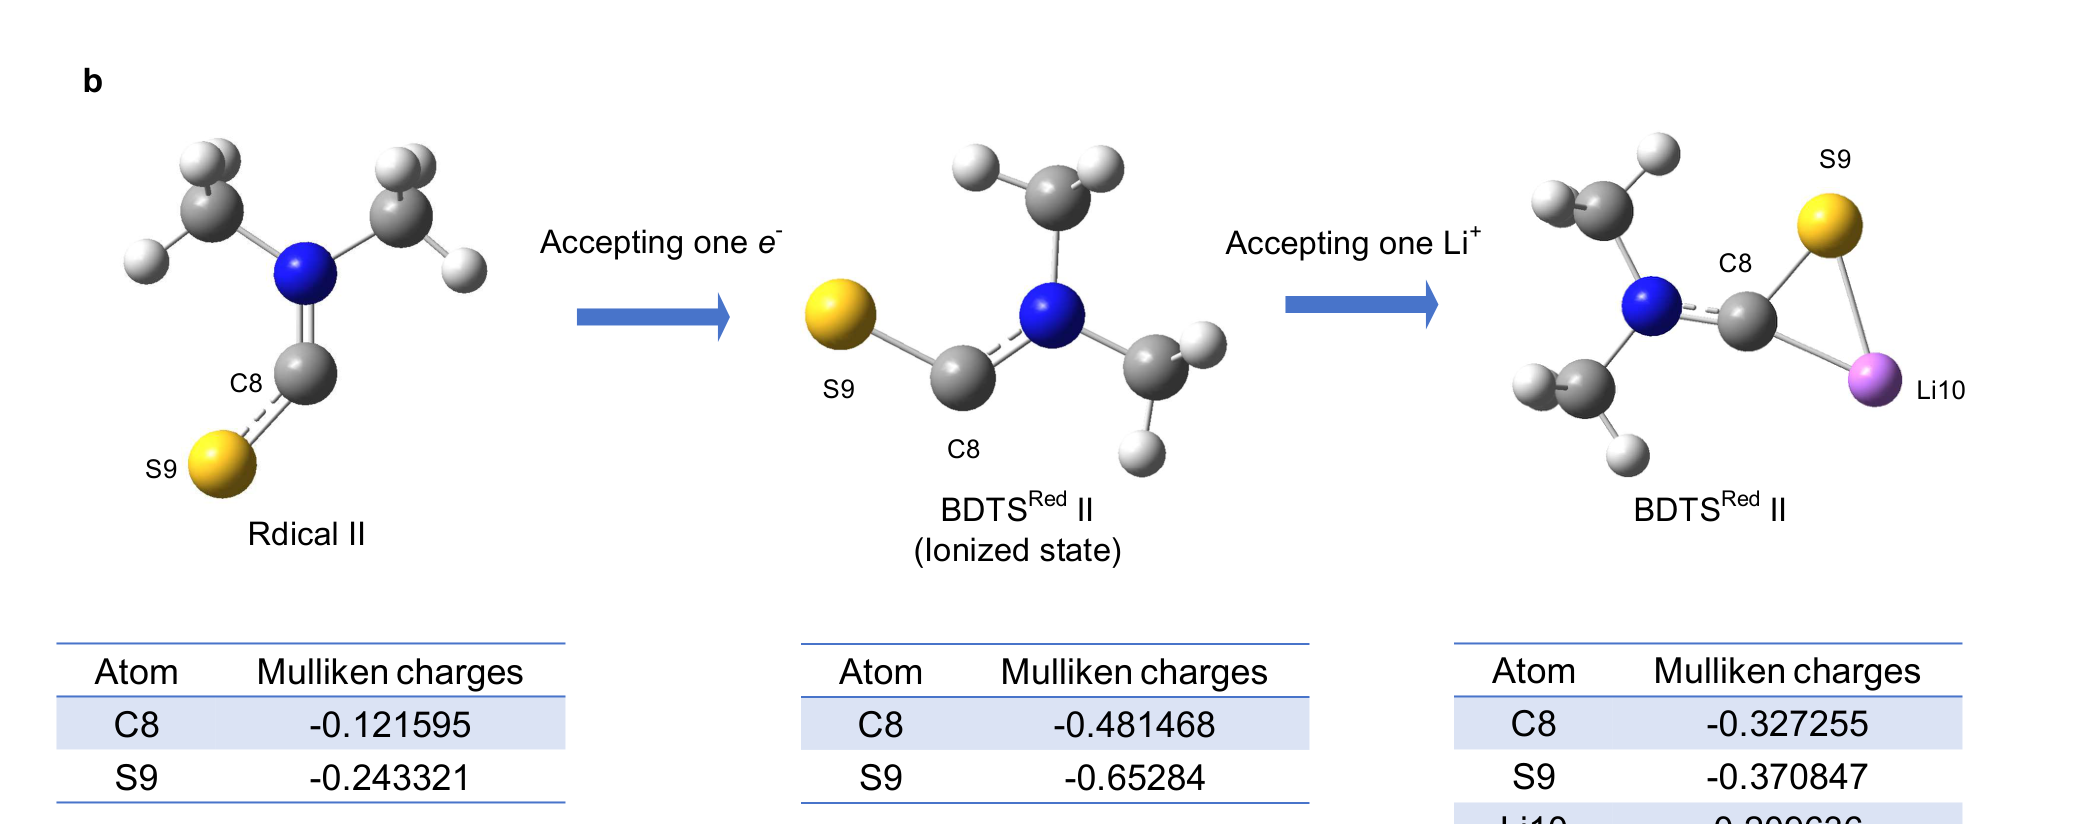 b
S9
C8
Accepting one e-
Accepting one Li+
C8
S9
Rdical II
S9
C8
BDTSRed II
(Ionized state)
Li10
BDTSRed II
Atom Mulliken charges
C8 -0.121595
S9 -0.243321
Atom Mulliken charges
C8 -0.481468
S9 -0.65284
Atom Mulliken charges
C8 -0.327255
S9 -0.370847
Li10